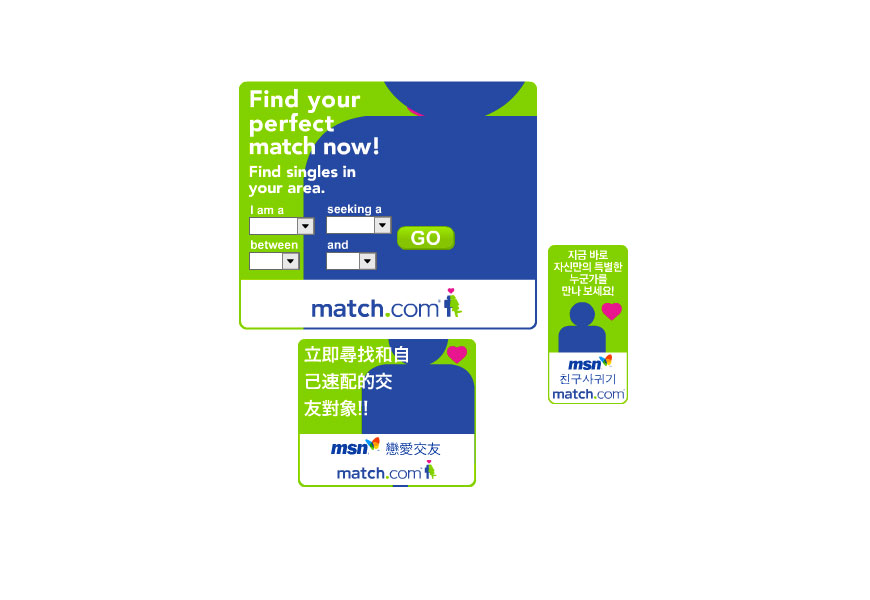 Find your
perfect
match now!
Find singles in
your area.
I am a seeking a
between and
GO
match.com
지금 바로
자신만의 특별한
누군가를
만나 보세요!
msn
친구사귀기
match.com
立即尋找和自
己速配的交
友對象!!
msn 戀愛交友
match.com